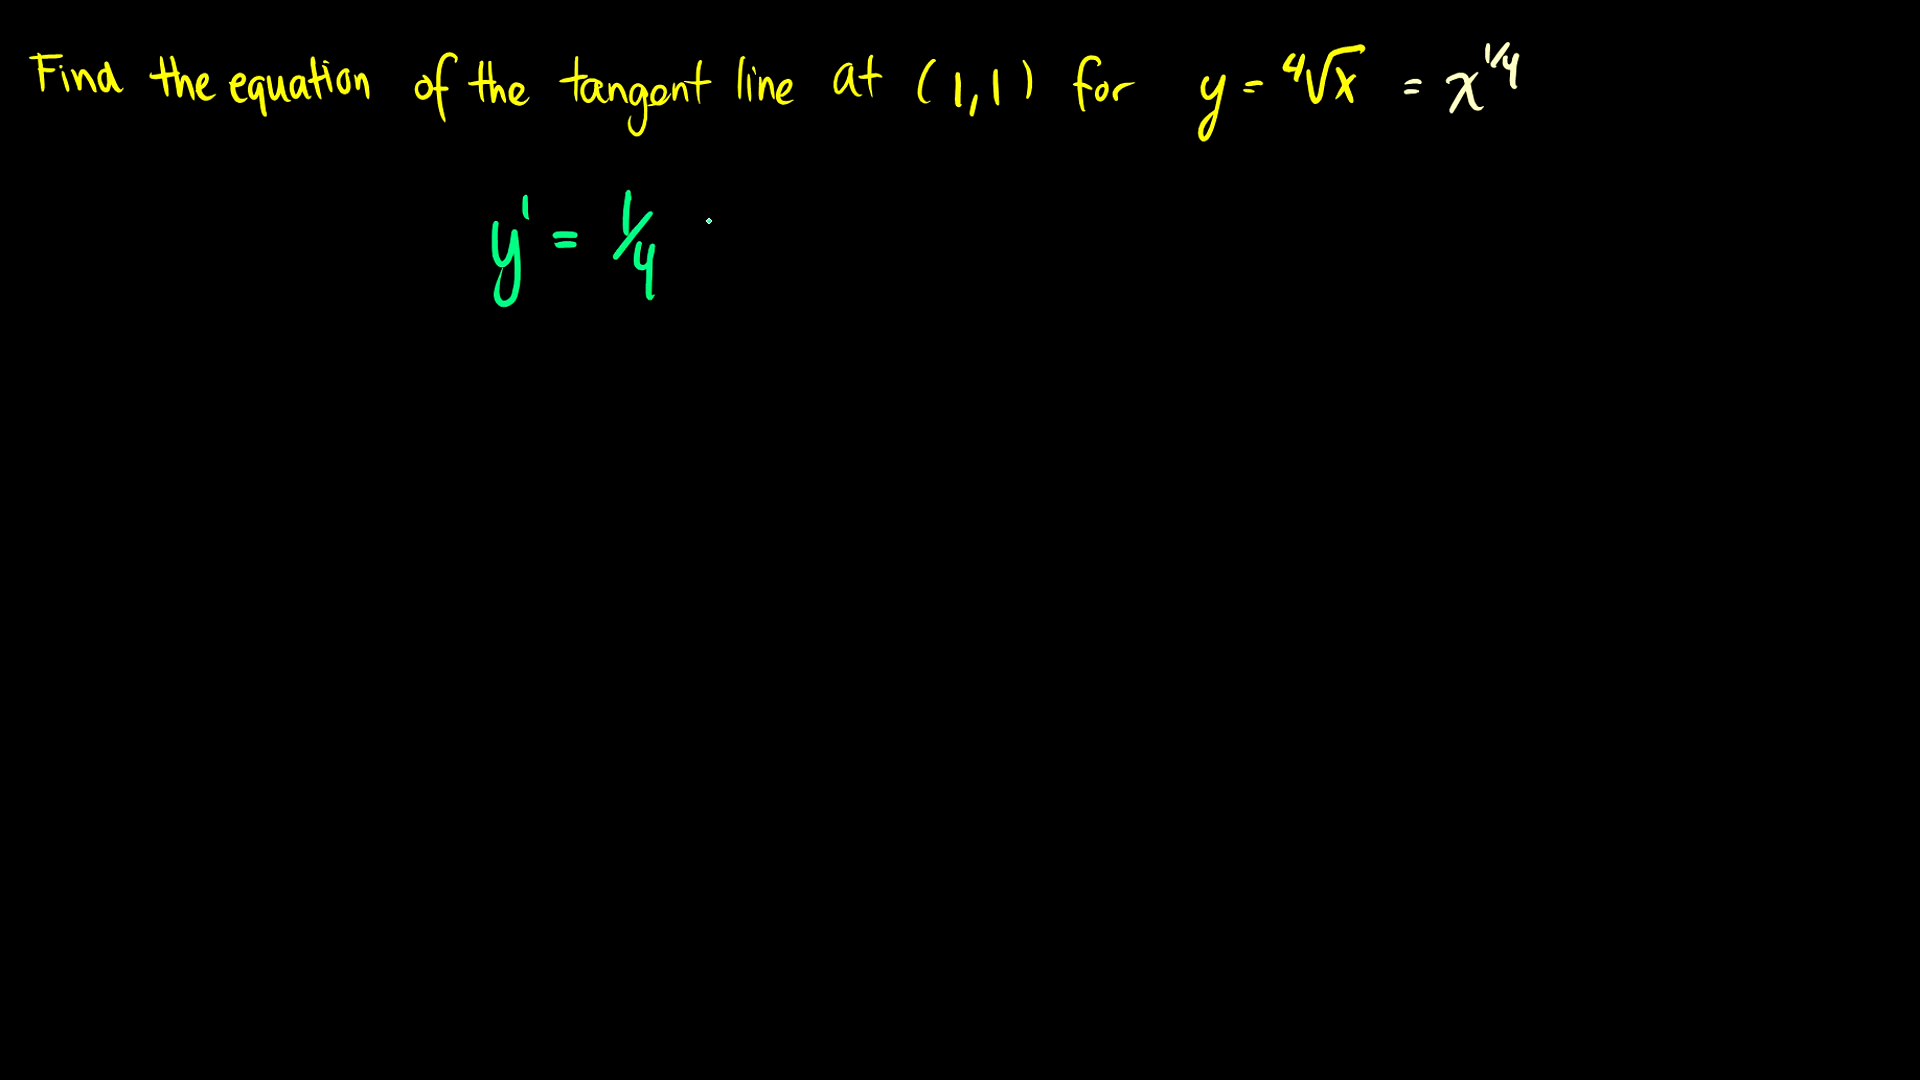 Find the equation of the tangent line at (1,1) for y = ⁴√x = x^1/4
y' = 1/4